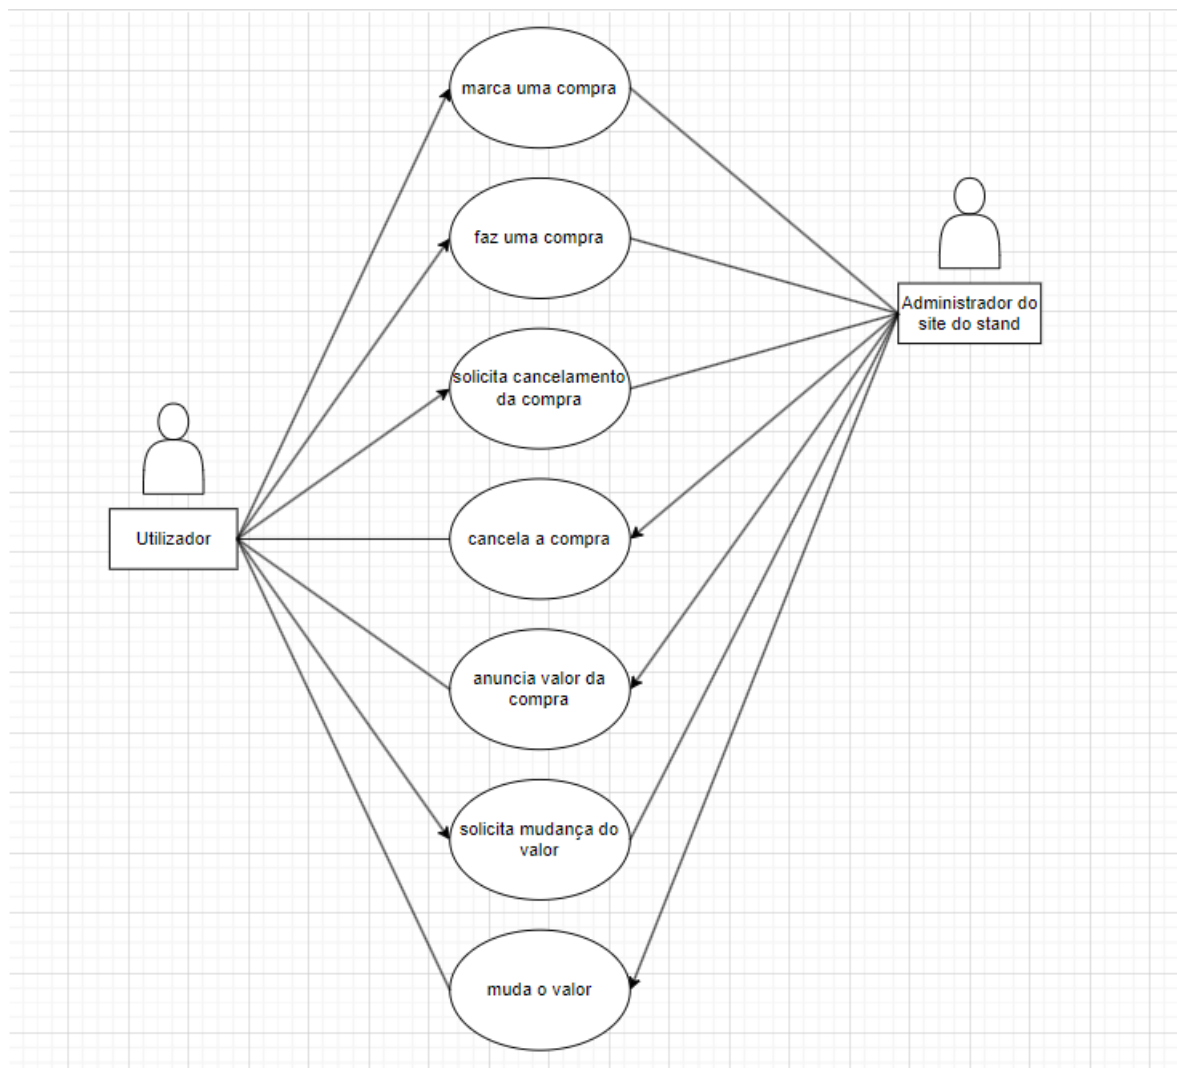 marca uma compra
faz uma compra
Administrador do
site do stand
solicita cancelamento
da compra
Utilizador
cancela a compra
anuncia valor da
compra
solicita mudança do
valor
muda o valor